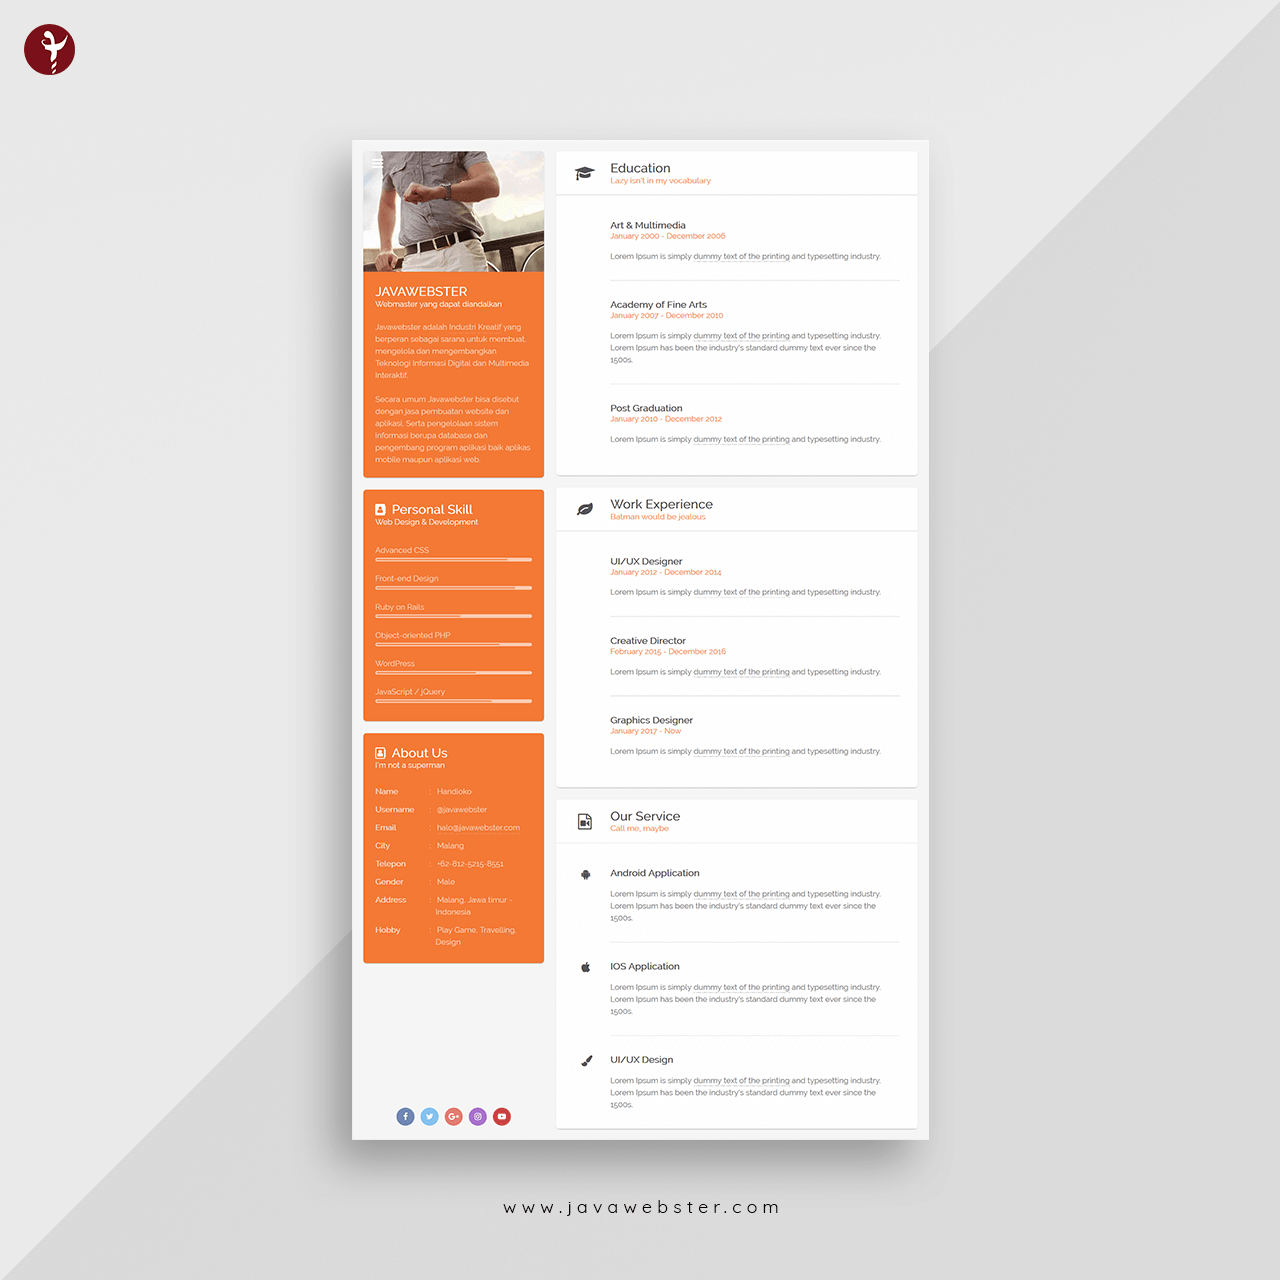 JAVAWEBSTER
Webmaster yang dapat diandalkan
Javawebster adalah Industri Kreatif yang
berperan sebagai sarana untuk membuat,
mengelola dan mengembangkan
Teknologi Informasi Digital dan Multimedia
Interaktif.
Secara umum Javawebster bisa disebut
dengan jasa pembuatan website dan
aplikasi. Serta pengelolaan sistem
informasi berupa database dan
pengembang program aplikasi baik aplikas
mobile maupun aplikasi web.
Personal Skill
Web Design & Development
Advanced CSS
Front-end Design
Ruby on Rails
Object-oriented PHP
WordPress
JavaScript / jQuery
About Us
I'm not a superman
Name : Handioko
Username : @javawebster
Email : halo@javawebster.com
City : Malang
Telepon : +62-812-5215-8551
Gender : Male
Address : Malang, Jawa timur -
Indonesia
Hobby : Play Game, Travelling,
Design
Education
Lazy isn't in my vocabulary
Art & Multimedia
January 2000 - December 2006
Lorem Ipsum is simply dummy text of the printing and typesetting industry.
Academy of Fine Arts
January 2007 - December 2010
Lorem Ipsum is simply dummy text of the printing and typesetting industry.
Lorem Ipsum has been the industry's standard dummy text ever since the
1500s.
Post Graduation
January 2010 - December 2012
Lorem Ipsum is simply dummy text of the printing and typesetting industry.
Work Experience
Batman would be jealous
UI/UX Designer
January 2012 - December 2014
Lorem Ipsum is simply dummy text of the printing and typesetting industry.
Creative Director
February 2015 - December 2016
Lorem Ipsum is simply dummy text of the printing and typesetting industry.
Graphics Designer
January 2017 - Now
Lorem Ipsum is simply dummy text of the printing and typesetting industry.
Our Service
Call me, maybe
Android Application
Lorem Ipsum is simply dummy text of the printing and typesetting industry.
Lorem Ipsum has been the industry's standard dummy text ever since the
1500s.
IOS Application
Lorem Ipsum is simply dummy text of the printing and typesetting industry.
Lorem Ipsum has been the industry's standard dummy text ever since the
1500s.
UI/UX Design
Lorem Ipsum is simply dummy text of the printing and typesetting industry.
Lorem Ipsum has been the industry's standard dummy text ever since the
1500s.
www.javawebster.com